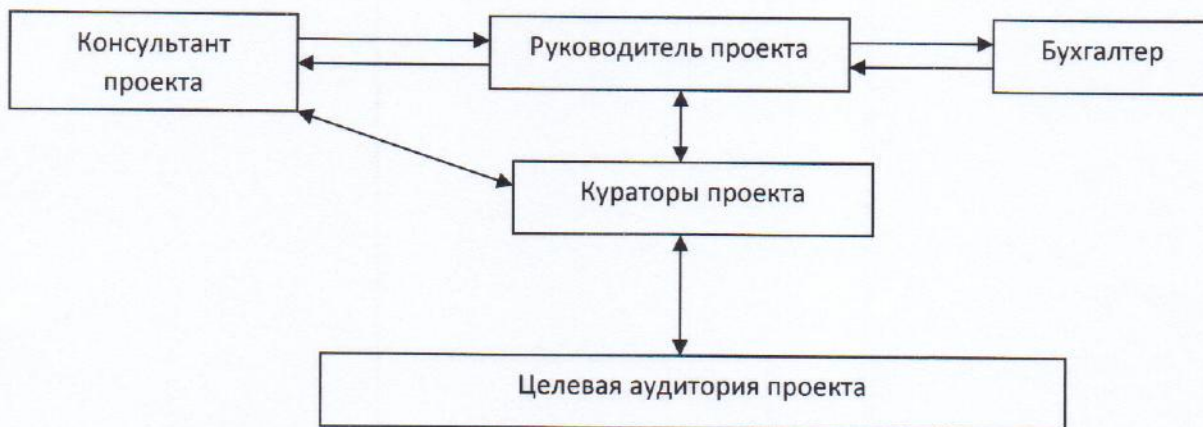 Консультант
проекта
Руководитель проекта
Бухгалтер
Кураторы проекта
Целевая аудитория проекта